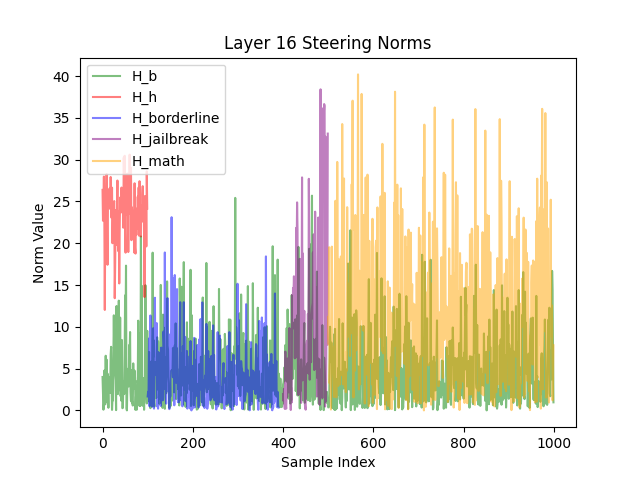 Layer 16 Steering Norms
H_b
H_h
H_borderline
H_jailbreak
H_math
40
35
30
25
20
15
10
5
0
Norm Value
0
200
400
600
800
1000
Sample Index